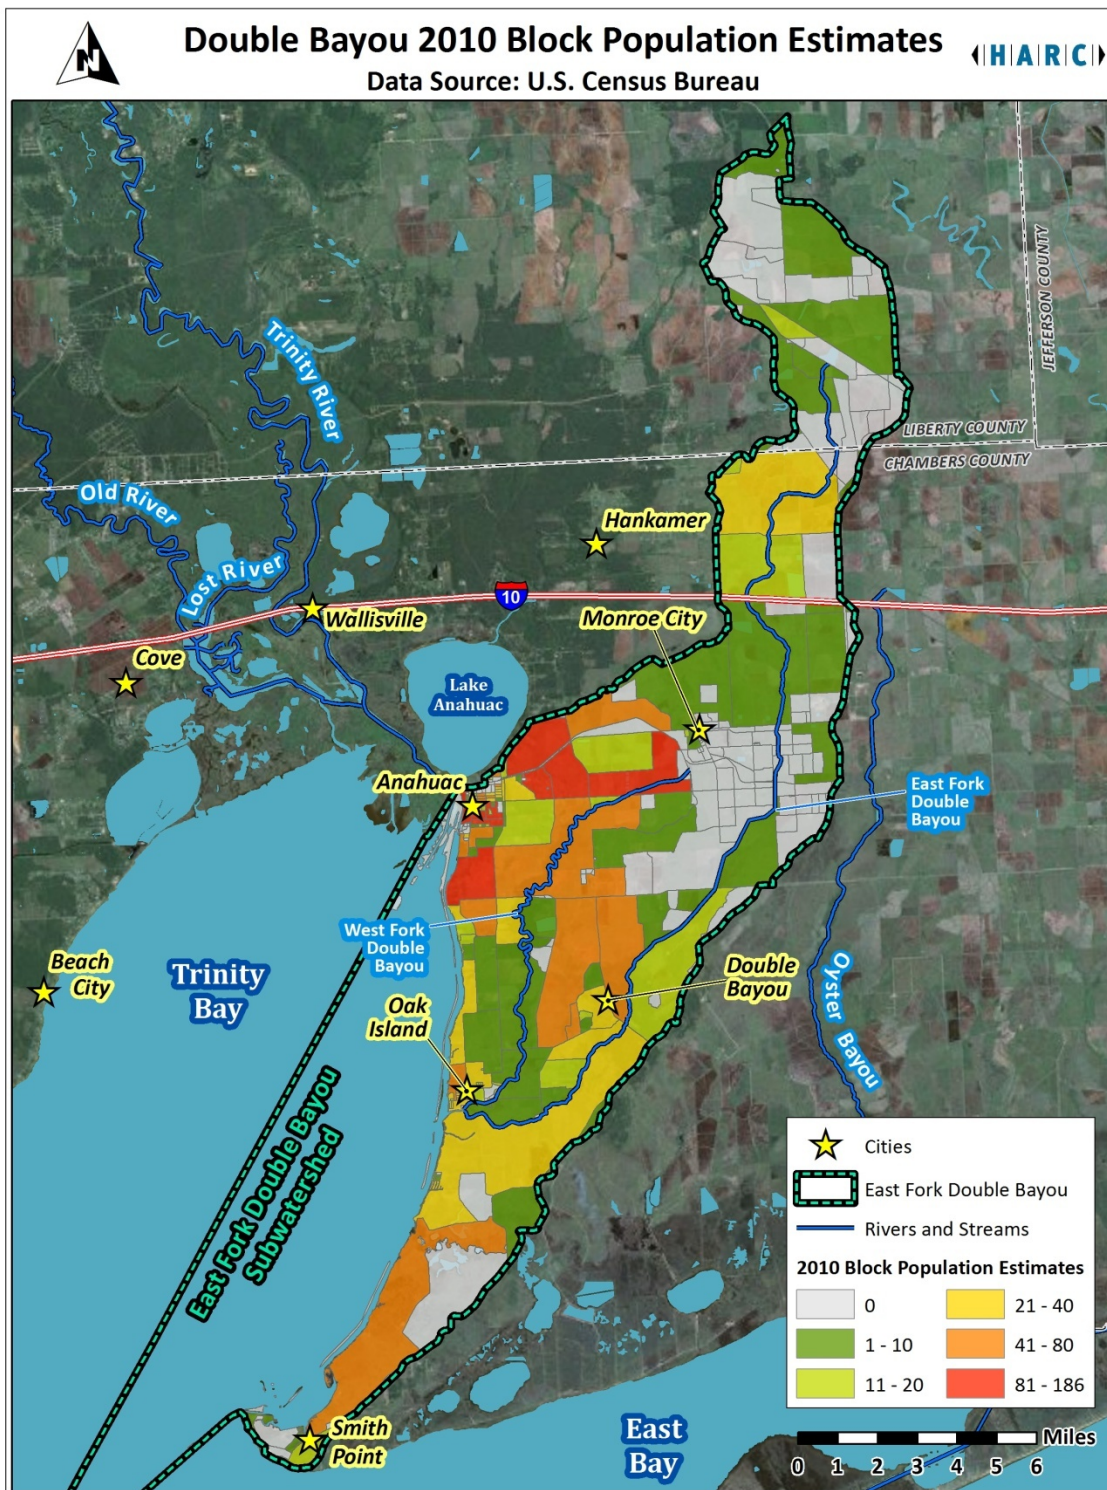 Double Bayou 2010 Block Population Estimates
Data Source: U.S. Census Bureau
N
HARC
JEFFERSON COUNTY
LIBERTY COUNTY
CHAMBERS COUNTY
Trinity River
Old River
Lost River
Hankamer
10
Wallisville
Monroe City
Cove
Lake
Anahuac
Anahuac
East Fork
Double
Bayou
West Fork
Double
Bayou
Beach
City
Trinity
Bay
Double
Bayou
Oyster Bayou
Oak
Island
East Fork Double Bayou
Subwatershed
Smith
Point
East
Bay
Cities
East Fork Double Bayou
Rivers and Streams
2010 Block Population Estimates
0
21 - 40
1 - 10
41 - 80
11 - 20
81 - 186
Miles
0 1 2 3 4 5 6